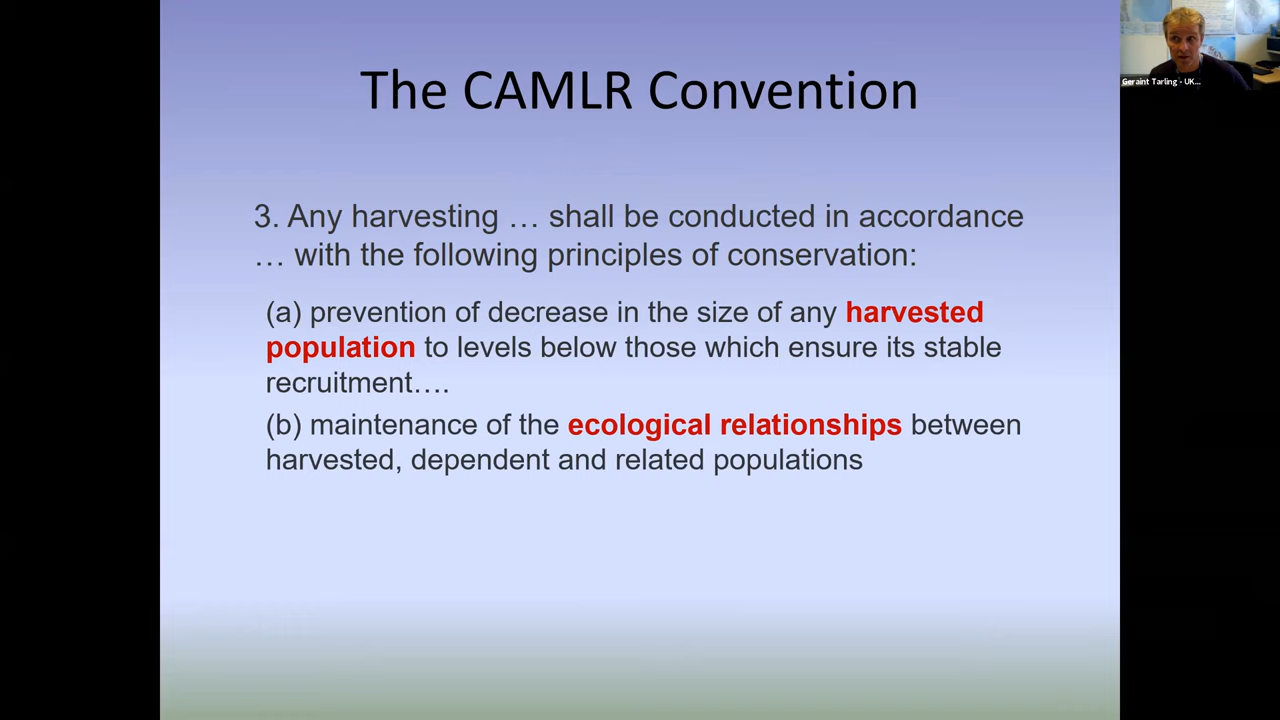 The CAMLR Convention
Geraint Tarling - UK...
3. Any harvesting … shall be conducted in accordance
… with the following principles of conservation:
(a) prevention of decrease in the size of any harvested
population to levels below those which ensure its stable
recruitment….
(b) maintenance of the ecological relationships between
harvested, dependent and related populations